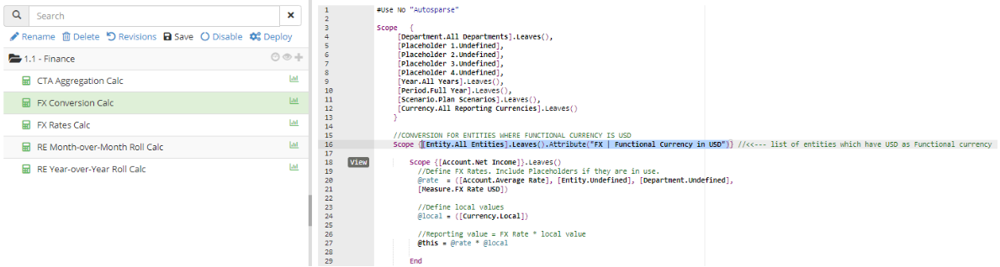 Search
Rename Delete Revisions Save Disable Deploy
1.1 - Finance
CTA Aggregation Calc
FX Conversion Calc
FX Rates Calc
RE Month-over-Month Roll Calc
RE Year-over-Year Roll Calc
View
1 #Use No "Autosparse"
2
3 Scope {
4 [Department.All Departments].Leaves(),
5 [Placeholder 1.Undefined],
6 [Placeholder 2.Undefined],
7 [Placeholder 3.Undefined],
8 [Placeholder 4.Undefined],
9 [Year.All Years].Leaves(),
10 [Period.Full Year].Leaves(),
11 [Scenario.Plan Scenarios].Leaves(),
12 [Currency.All Reporting Currencies].Leaves()
13 }
14
15 //CONVERSION FOR ENTITIES WHERE FUNCTIONAL CURRENCY IS USD
16 Scope {[Entity.All Entities].Leaves().Attribute("FX | Functional Currency in USD")} //<<--- list of entities which have USD as Functional currency
17
18 Scope {[Account.Net Income]}.Leaves()
19 //Define FX Rates. Include Placeholders if they are in use.
20 @rate = ([Account.Average Rate], [Entity.Undefined], [Department.Undefined],
21 [Measure.FX Rate USD])
22
23 //Define local values
24 @local = ([Currency.Local])
25
26 //Reporting value = FX Rate * local value
27 @this = @rate * @local
28
29 End